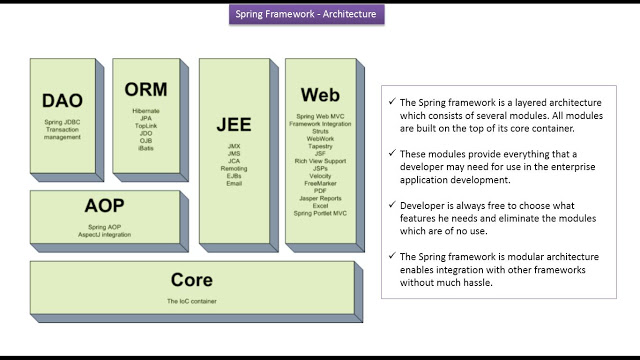 Spring Framework - Architecture
DAO
Spring JDBC
Transaction
management
ORM
Hibernate
JPA
TopLink
JDO
OJB
iBatis
JEE
JMX
JMS
JCA
Remoting
EJBs
Email
Web
Spring Web MVC
Framework Integration
Struts
WebWork
Tapestry
JSF
Rich View Support
JSPs
Velocity
FreeMarker
PDF
Jasper Reports
Excel
Spring Portlet MVC
AOP
Spring AOP
AspectJ integration
Core
The IoC container
✓ The Spring framework is a layered architecture
which consists of several modules. All modules
are built on the top of its core container.
✓ These modules provide everything that a
developer may need for use in the enterprise
application development.
✓ Developer is always free to choose what
features he needs and eliminate the modules
which are of no use.
✓ The Spring framework is modular architecture
enables integration with other frameworks
without much hassle.